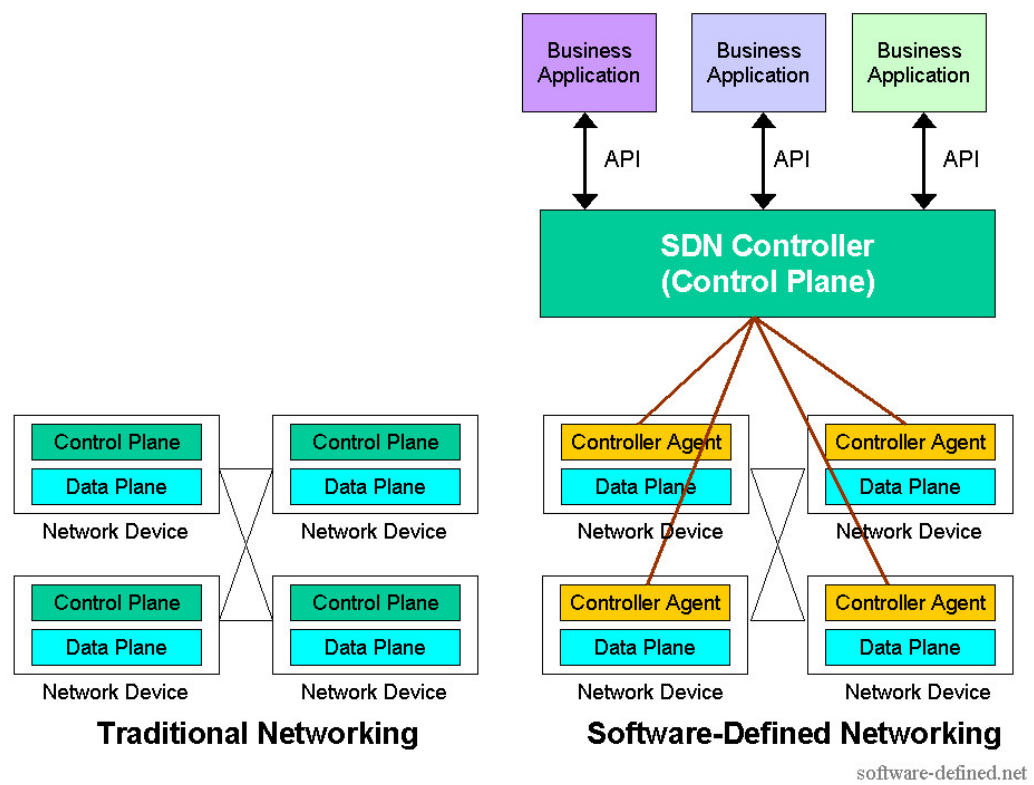 Business
Application
Business
Application
Business
Application
API
API
API
SDN Controller
(Control Plane)
Control Plane
Data Plane
Network Device
Control Plane
Data Plane
Network Device
Control Plane
Data Plane
Network Device
Control Plane
Data Plane
Network Device
Traditional Networking
Controller Agent
Data Plane
Network Device
Controller Agent
Data Plane
Network Device
Controller Agent
Data Plane
Network Device
Controller Agent
Data Plane
Network Device
Software-Defined Networking
software-defined.net